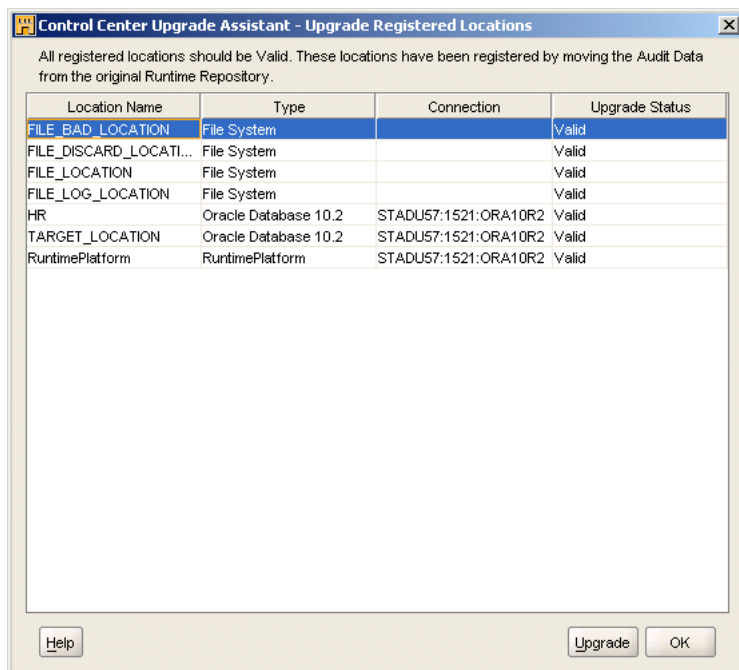 Control Center Upgrade Assistant - Upgrade Registered Locations
All registered locations should be Valid. These locations have been registered by moving the Audit Data
from the original Runtime Repository.
Location Name Type Connection Upgrade Status
FILE_BAD_LOCATION File System Valid
FILE_DISCARD_LOCATI... File System Valid
FILE_LOCATION File System Valid
FILE_LOG_LOCATION File System Valid
HR Oracle Database 10.2 STADU57:1521:ORA10R2 Valid
TARGET_LOCATION Oracle Database 10.2 STADU57:1521:ORA10R2 Valid
RuntimePlatform RuntimePlatform STADU57:1521:ORA10R2 Valid
Help Upgrade OK